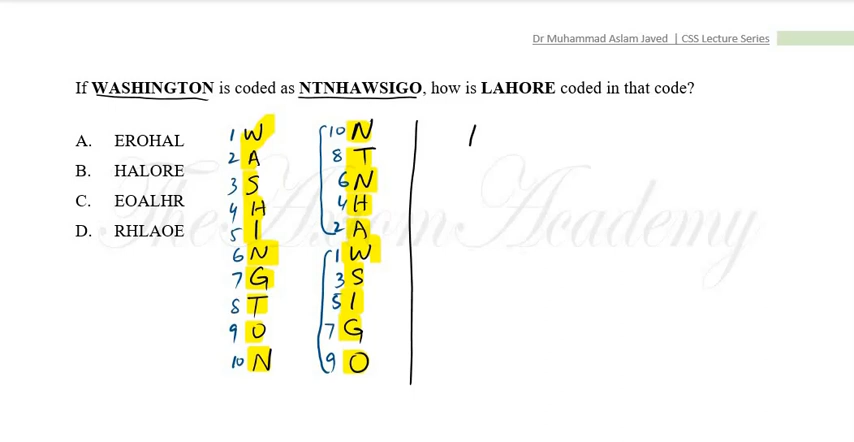 Dr Muhammad Aslam Javed | CSS Lecture Series
If WASHINGTON is coded as NTNHAWSIGO, how is LAHORE coded in that code?
A. EROHAL
B. HALORE
C. EOALHR
D. RHLAOE
1 W
2 A
3 S
4 H
5 I
6 N
7 G
8 T
9 O
10 N
10 N
8 T
6 N
4 H
2 A
1 W
3 S
5 I
7 G
9 O
The Axiom Academy